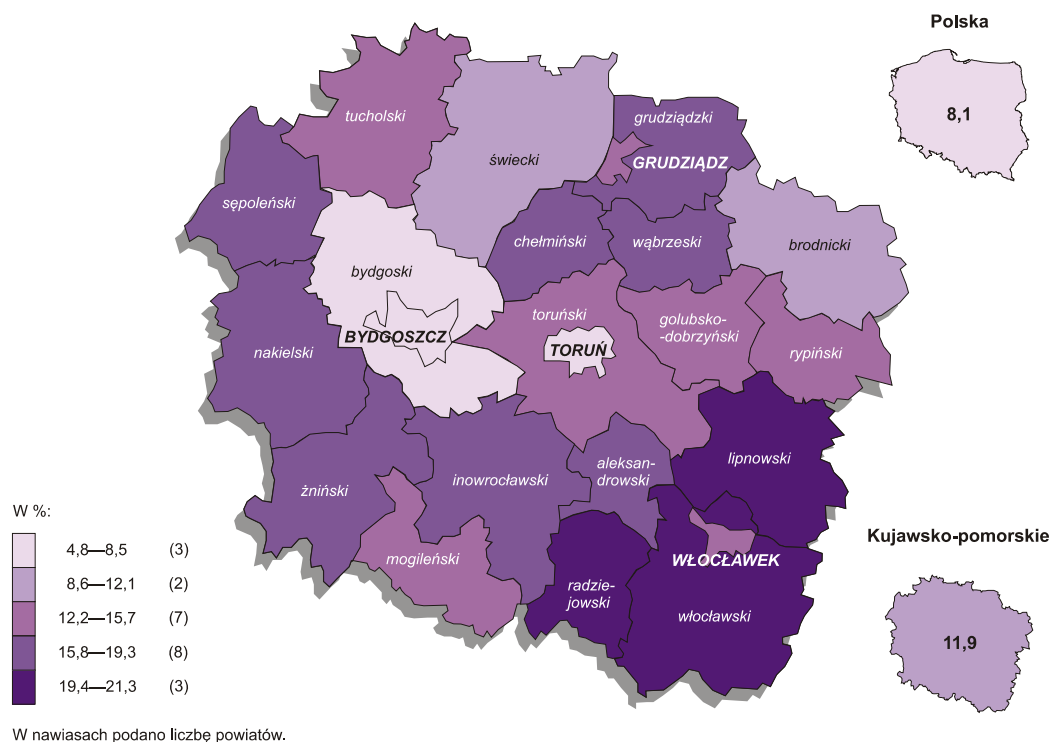 Polska
8,1
tucholski
grudziądzki
świecki
GRUDZIĄDZ
sępoleński
chełmiński
wąbrzeski
brodnicki
bydgoski
toruński
golubsko-
-dobrzyński
BYDGOSZCZ
TORUŃ
nakielski
rypiński
lipnowski
aleksan-
drowski
inowrocławski
żniński
mogileński
WŁOCŁAWEK
radzie-
jowski
włocławski
Kujawsko-pomorskie
11,9
W %:
4,8—8,5 (3)
8,6—12,1 (2)
12,2—15,7 (7)
15,8—19,3 (8)
19,4—21,3 (3)
W nawiasach podano liczbę powiatów.